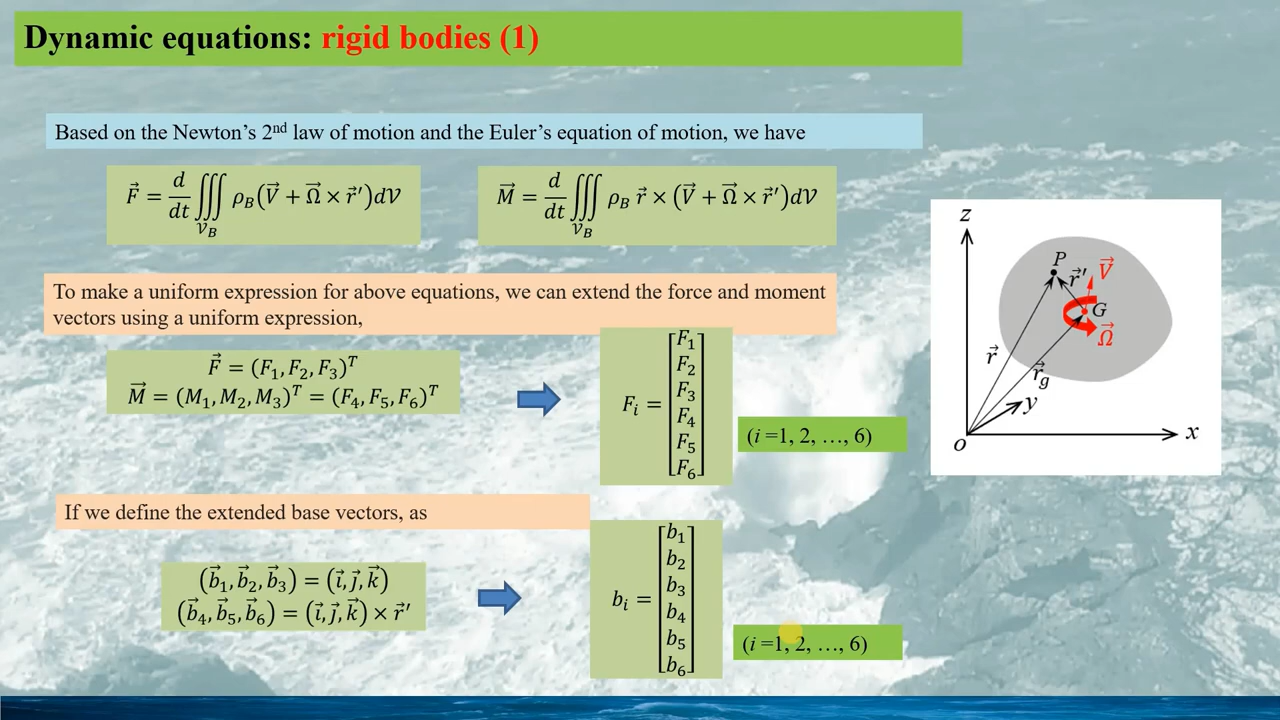 Dynamic equations: rigid bodies (1)
Based on the Newton's 2nd law of motion and the Euler's equation of motion, we have
F⃗ = d/dt ∭_{𝒱_B} ρ_B(V⃗ + Ω⃗ × r⃗ ′)d𝒱
M⃗ = d/dt ∭_{𝒱_B} ρ_B r⃗ × (V⃗ + Ω⃗ × r⃗ ′)d𝒱
To make a uniform expression for above equations, we can extend the force and moment
vectors using a uniform expression,
F⃗ = (F₁, F₂, F₃)ᵀ
M⃗ = (M₁, M₂, M₃)ᵀ = (F₄, F₅, F₆)ᵀ
F_i =
F₁
F₂
F₃
F₄
F₅
F₆
(i =1, 2, …, 6)
If we define the extended base vectors, as
(b⃗₁, b⃗₂, b⃗₃) = (i⃗, j⃗, k⃗)
(b⃗₄, b⃗₅, b⃗₆) = (i⃗, j⃗, k⃗) × r⃗ ′
b_i =
b₁
b₂
b₃
b₄
b₅
b₆
(i =1, 2, …, 6)
z
P
r⃗′
V⃗
G
Ω⃗
r⃗
r⃗_g
y
x
o